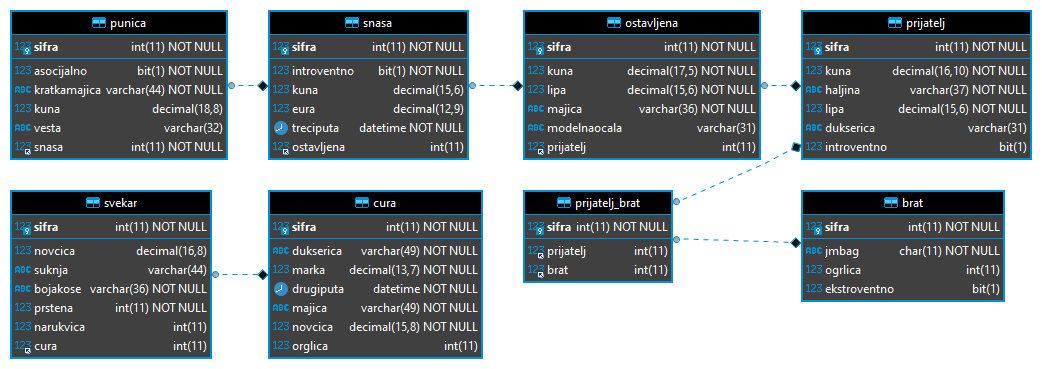 punica
123 sifra int(11) NOT NULL
123 asocijalno bit(1) NOT NULL
ABC kratkamajica varchar(44) NOT NULL
123 kuna decimal(18,8)
ABC vesta varchar(32)
123 snasa int(11) NOT NULL
snasa
123 sifra int(11) NOT NULL
123 introventno bit(1) NOT NULL
123 kuna decimal(15,6)
123 eura decimal(12,9)
treciputa datetime NOT NULL
123 ostavljena int(11)
ostavljena
123 sifra int(11) NOT NULL
123 kuna decimal(17,5) NOT NULL
123 lipa decimal(15,6) NOT NULL
ABC majica varchar(36) NOT NULL
ABC modelnaocala varchar(31)
123 prijatelj int(11)
prijatelj
123 sifra int(11) NOT NULL
123 kuna decimal(16,10) NOT NULL
ABC haljina varchar(37) NOT NULL
123 lipa decimal(15,6) NOT NULL
ABC dukserica varchar(31)
123 introventno bit(1)
svekar
123 sifra int(11) NOT NULL
123 novcica decimal(16,8)
ABC suknja varchar(44)
ABC bojakose varchar(36) NOT NULL
123 prstena int(11) NOT NULL
123 narukvica int(11)
123 cura int(11)
cura
123 sifra int(11) NOT NULL
ABC dukserica varchar(49) NOT NULL
123 marka decimal(13,7) NOT NULL
drugiputa datetime NOT NULL
ABC majica varchar(49) NOT NULL
123 novcica decimal(15,8) NOT NULL
123 orglica int(11)
prijatelj_brat
123 sifra int(11) NOT NULL
123 prijatelj int(11)
123 brat int(11)
brat
123 sifra int(11) NOT NULL
ABC jmbag char(11) NOT NULL
123 ogrlica int(11)
123 ekstroventno bit(1)